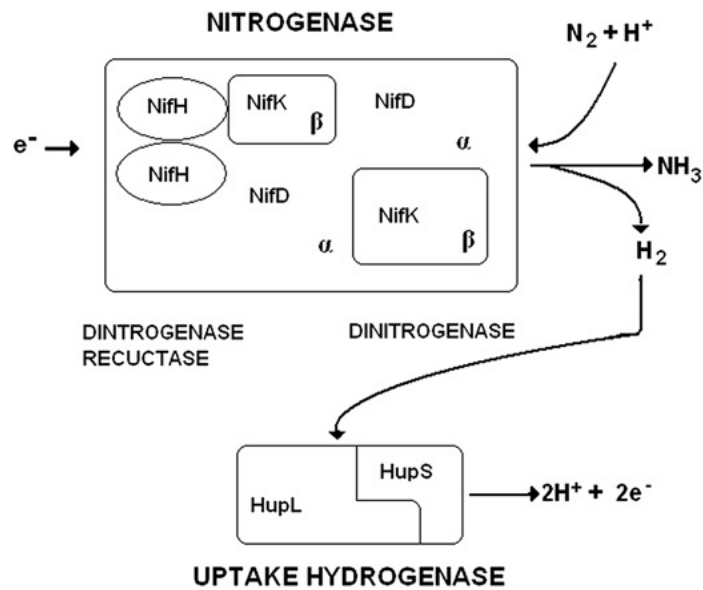 NITROGENASE
N₂ + H⁺
NifH
NifK
β
NifD
α
e⁻
NifH
NifD
α
NifK
β
NH₃
H₂
DINTROGENASE
RECUCTASE
DINITROGENASE
HupL
HupS
2H⁺ + 2e⁻
UPTAKE HYDROGENASE